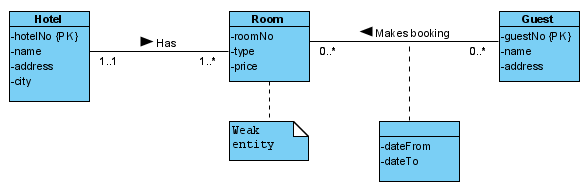 Hotel
-hotelNo {PK}
-name
-address
-city
Has
1..1
1..*
Room
-roomNo
-type
-price
Weak
entity
Makes booking
0..*
0..*
-dateFrom
-dateTo
Guest
-guestNo {PK}
-name
-address